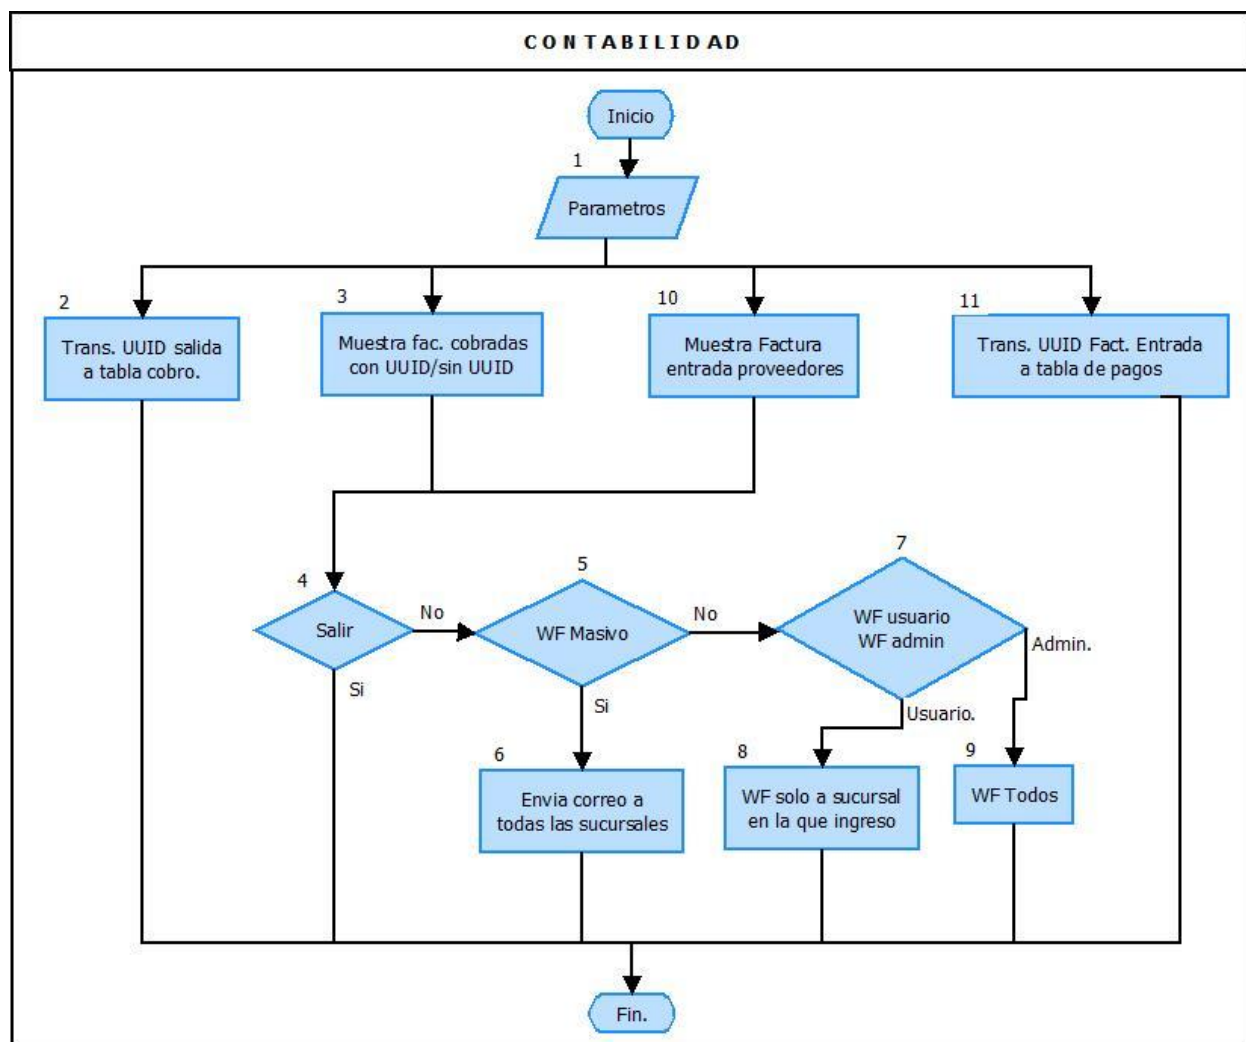 CONTABILIDAD
Inicio
1
Parametros
2
Trans. UUID salida
a tabla cobro.
3
Muestra fac. cobradas
con UUID/sin UUID
10
Muestra Factura
entrada proveedores
11
Trans. UUID Fact. Entrada
a tabla de pagos
4
Salir
No
Si
5
WF Masivo
No
Si
7
WF usuario
WF admin
Admin.
Usuario.
6
Envia correo a
todas las sucursales
8
WF solo a sucursal
en la que ingreso
9
WF Todos
Fin.